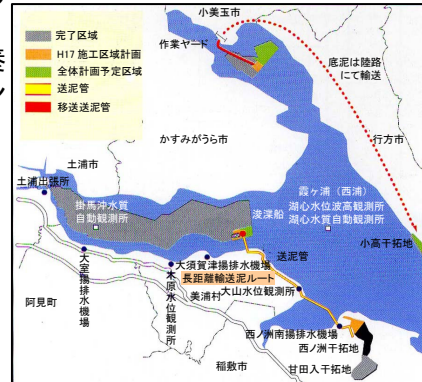 完了区域
H17 施工区域計画
全体計画予定区域
送泥管
移送送泥管
小美玉市
作業ヤード
底泥は陸路
にて輸送
かすみがうら市
行方市
土浦市
土浦出張所
掛馬沖水質
自動観測所
霞ヶ浦（西浦）
湖心水位波高観測所
湖心水質自動観測所
浚渫船
小高干拓地
送泥管
大須賀津揚排水機場
長距離輸送泥ルート
大山水位観測所
大室揚排水機場
木原水位観測所
阿見町
美浦村
西ノ洲南揚排水機場
西ノ洲干拓地
稲敷市
甘田入干拓地